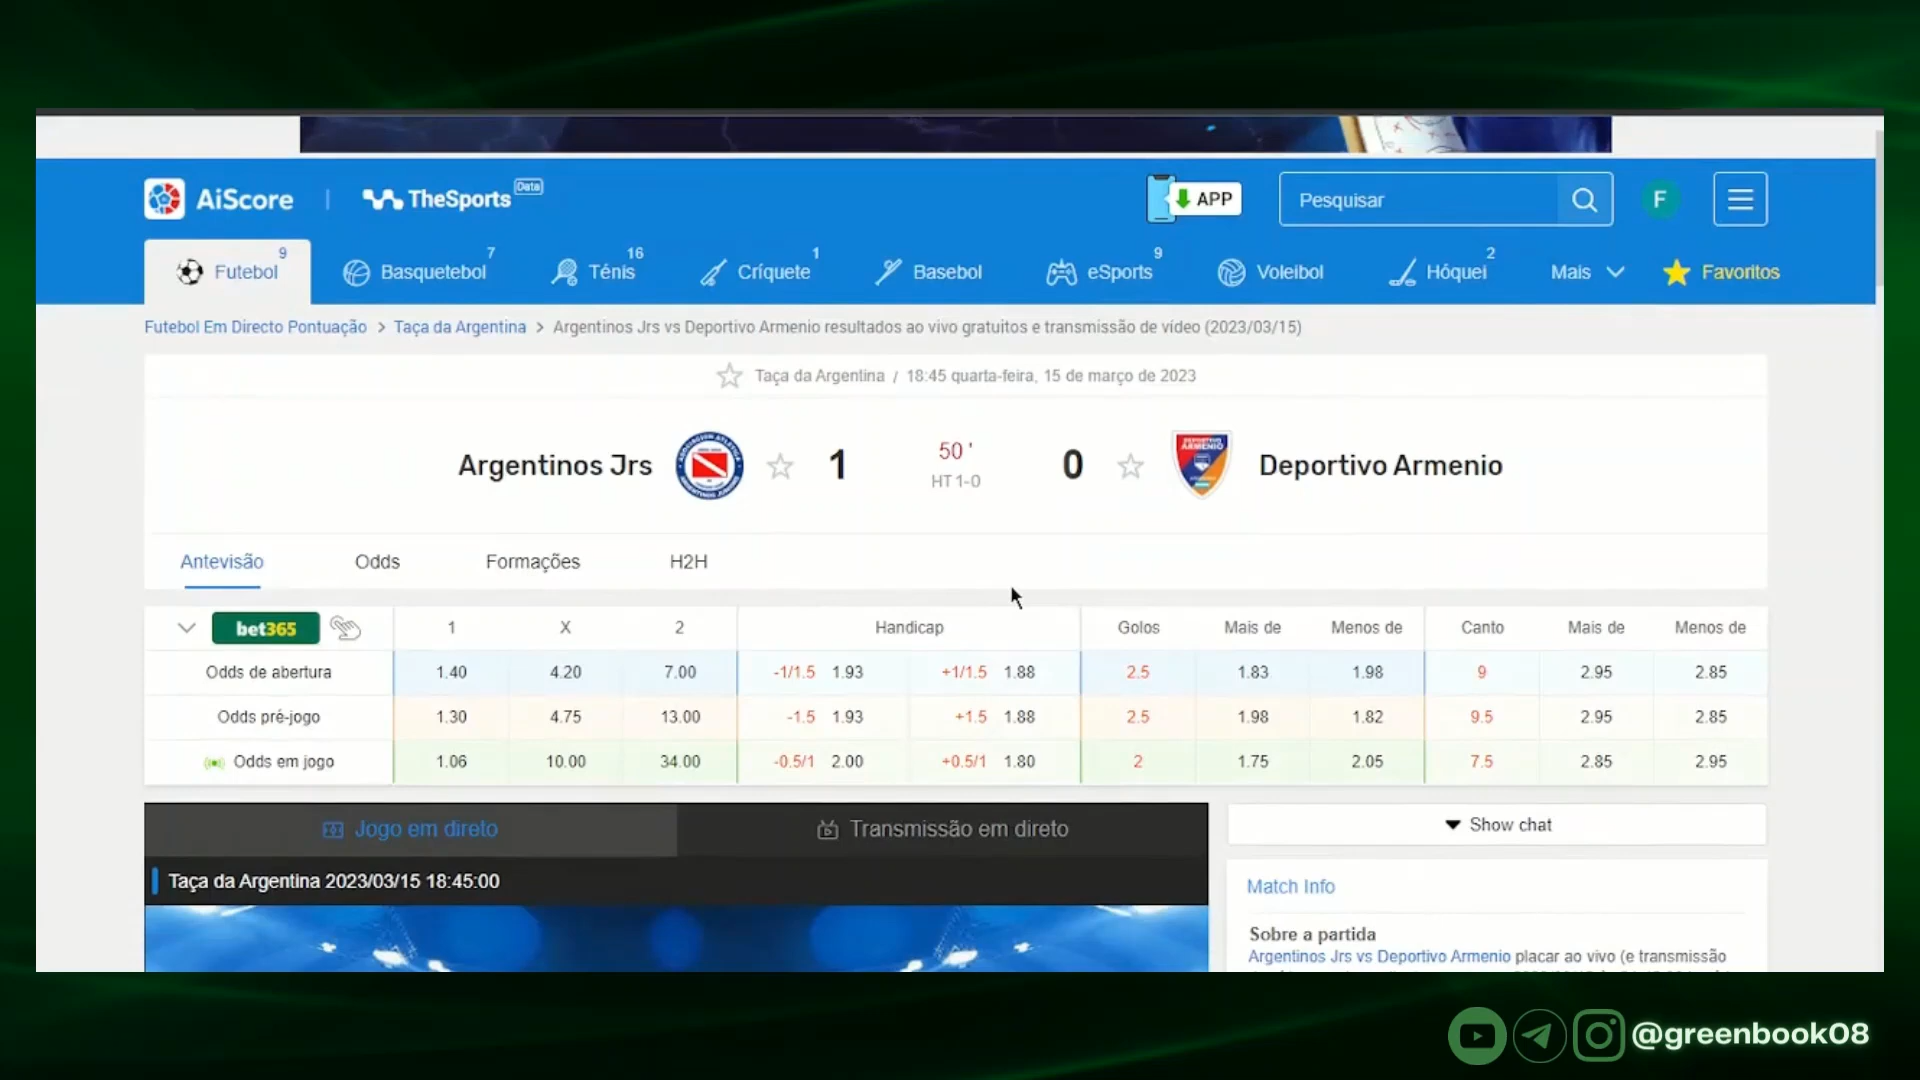 AiScore | TheSports Data
APP
Pesquisar
F
Futebol 9
Basquetebol 7
Ténis 16
Críquete 1
Basebol
eSports 9
Voleibol
Hóquei 2
Mais
Favoritos
Futebol Em Directo Pontuação > Taça da Argentina > Argentinos Jrs vs Deportivo Armenio resultados ao vivo gratuitos e transmissão de vídeo (2023/03/15)
Taça da Argentina / 18:45 quarta-feira, 15 de março de 2023
Argentinos Jrs 1 50 ' 0 Deportivo Armenio
HT 1-0
Antevisão Odds Formações H2H
bet365 1 X 2 Handicap Golos Mais de Menos de Canto Mais de Menos de
Odds de abertura 1.40 4.20 7.00 -1/1.5 1.93 +1/1.5 1.88 2.5 1.83 1.98 9 2.95 2.85
Odds pré-jogo 1.30 4.75 13.00 -1.5 1.93 +1.5 1.88 2.5 1.98 1.82 9.5 2.95 2.85
Odds em jogo 1.06 10.00 34.00 -0.5/1 2.00 +0.5/1 1.80 2 1.75 2.05 7.5 2.85 2.95
Jogo em direto
Transmissão em direto
Taça da Argentina 2023/03/15 18:45:00
Show chat
Match Info
Sobre a partida
Argentinos Jrs vs Deportivo Armenio placar ao vivo (e transmissão
@greenbook08